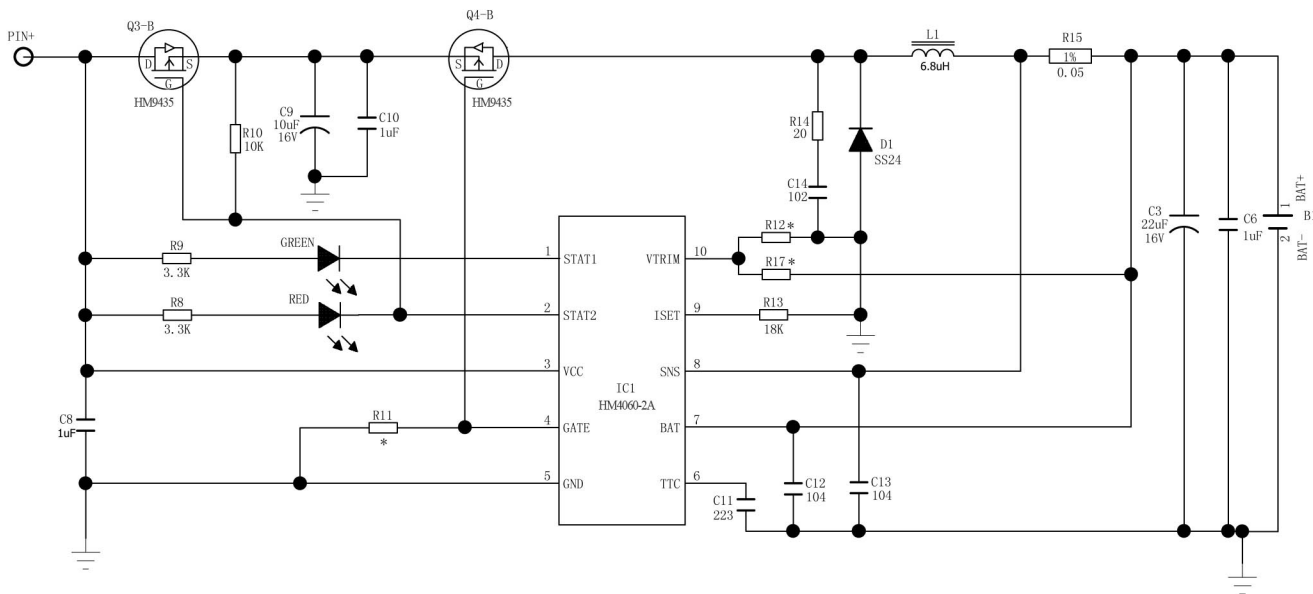 PIN+
Q3-B
D
S
G
HM9435
Q4-B
S
D
G
HM9435
L1
6.8uH
R15
1%
0.05
R10
10K
C9
10uF
16V
C10
1uF
R14
20
D1
SS24
C14
102
C3
22uF
16V
C6
1uF
1
2
BAT+
BAT-
R9
3.3K
GREEN
R8
3.3K
RED
R12*
R17*
R13
18K
1
STAT1
2
STAT2
3
VCC
4
GATE
5
GND
IC1
HM4060-2A
VTRIM
10
ISET
9
SNS
8
BAT
7
TTC
6
C8
1uF
R11
*
C11
223
C12
104
C13
104